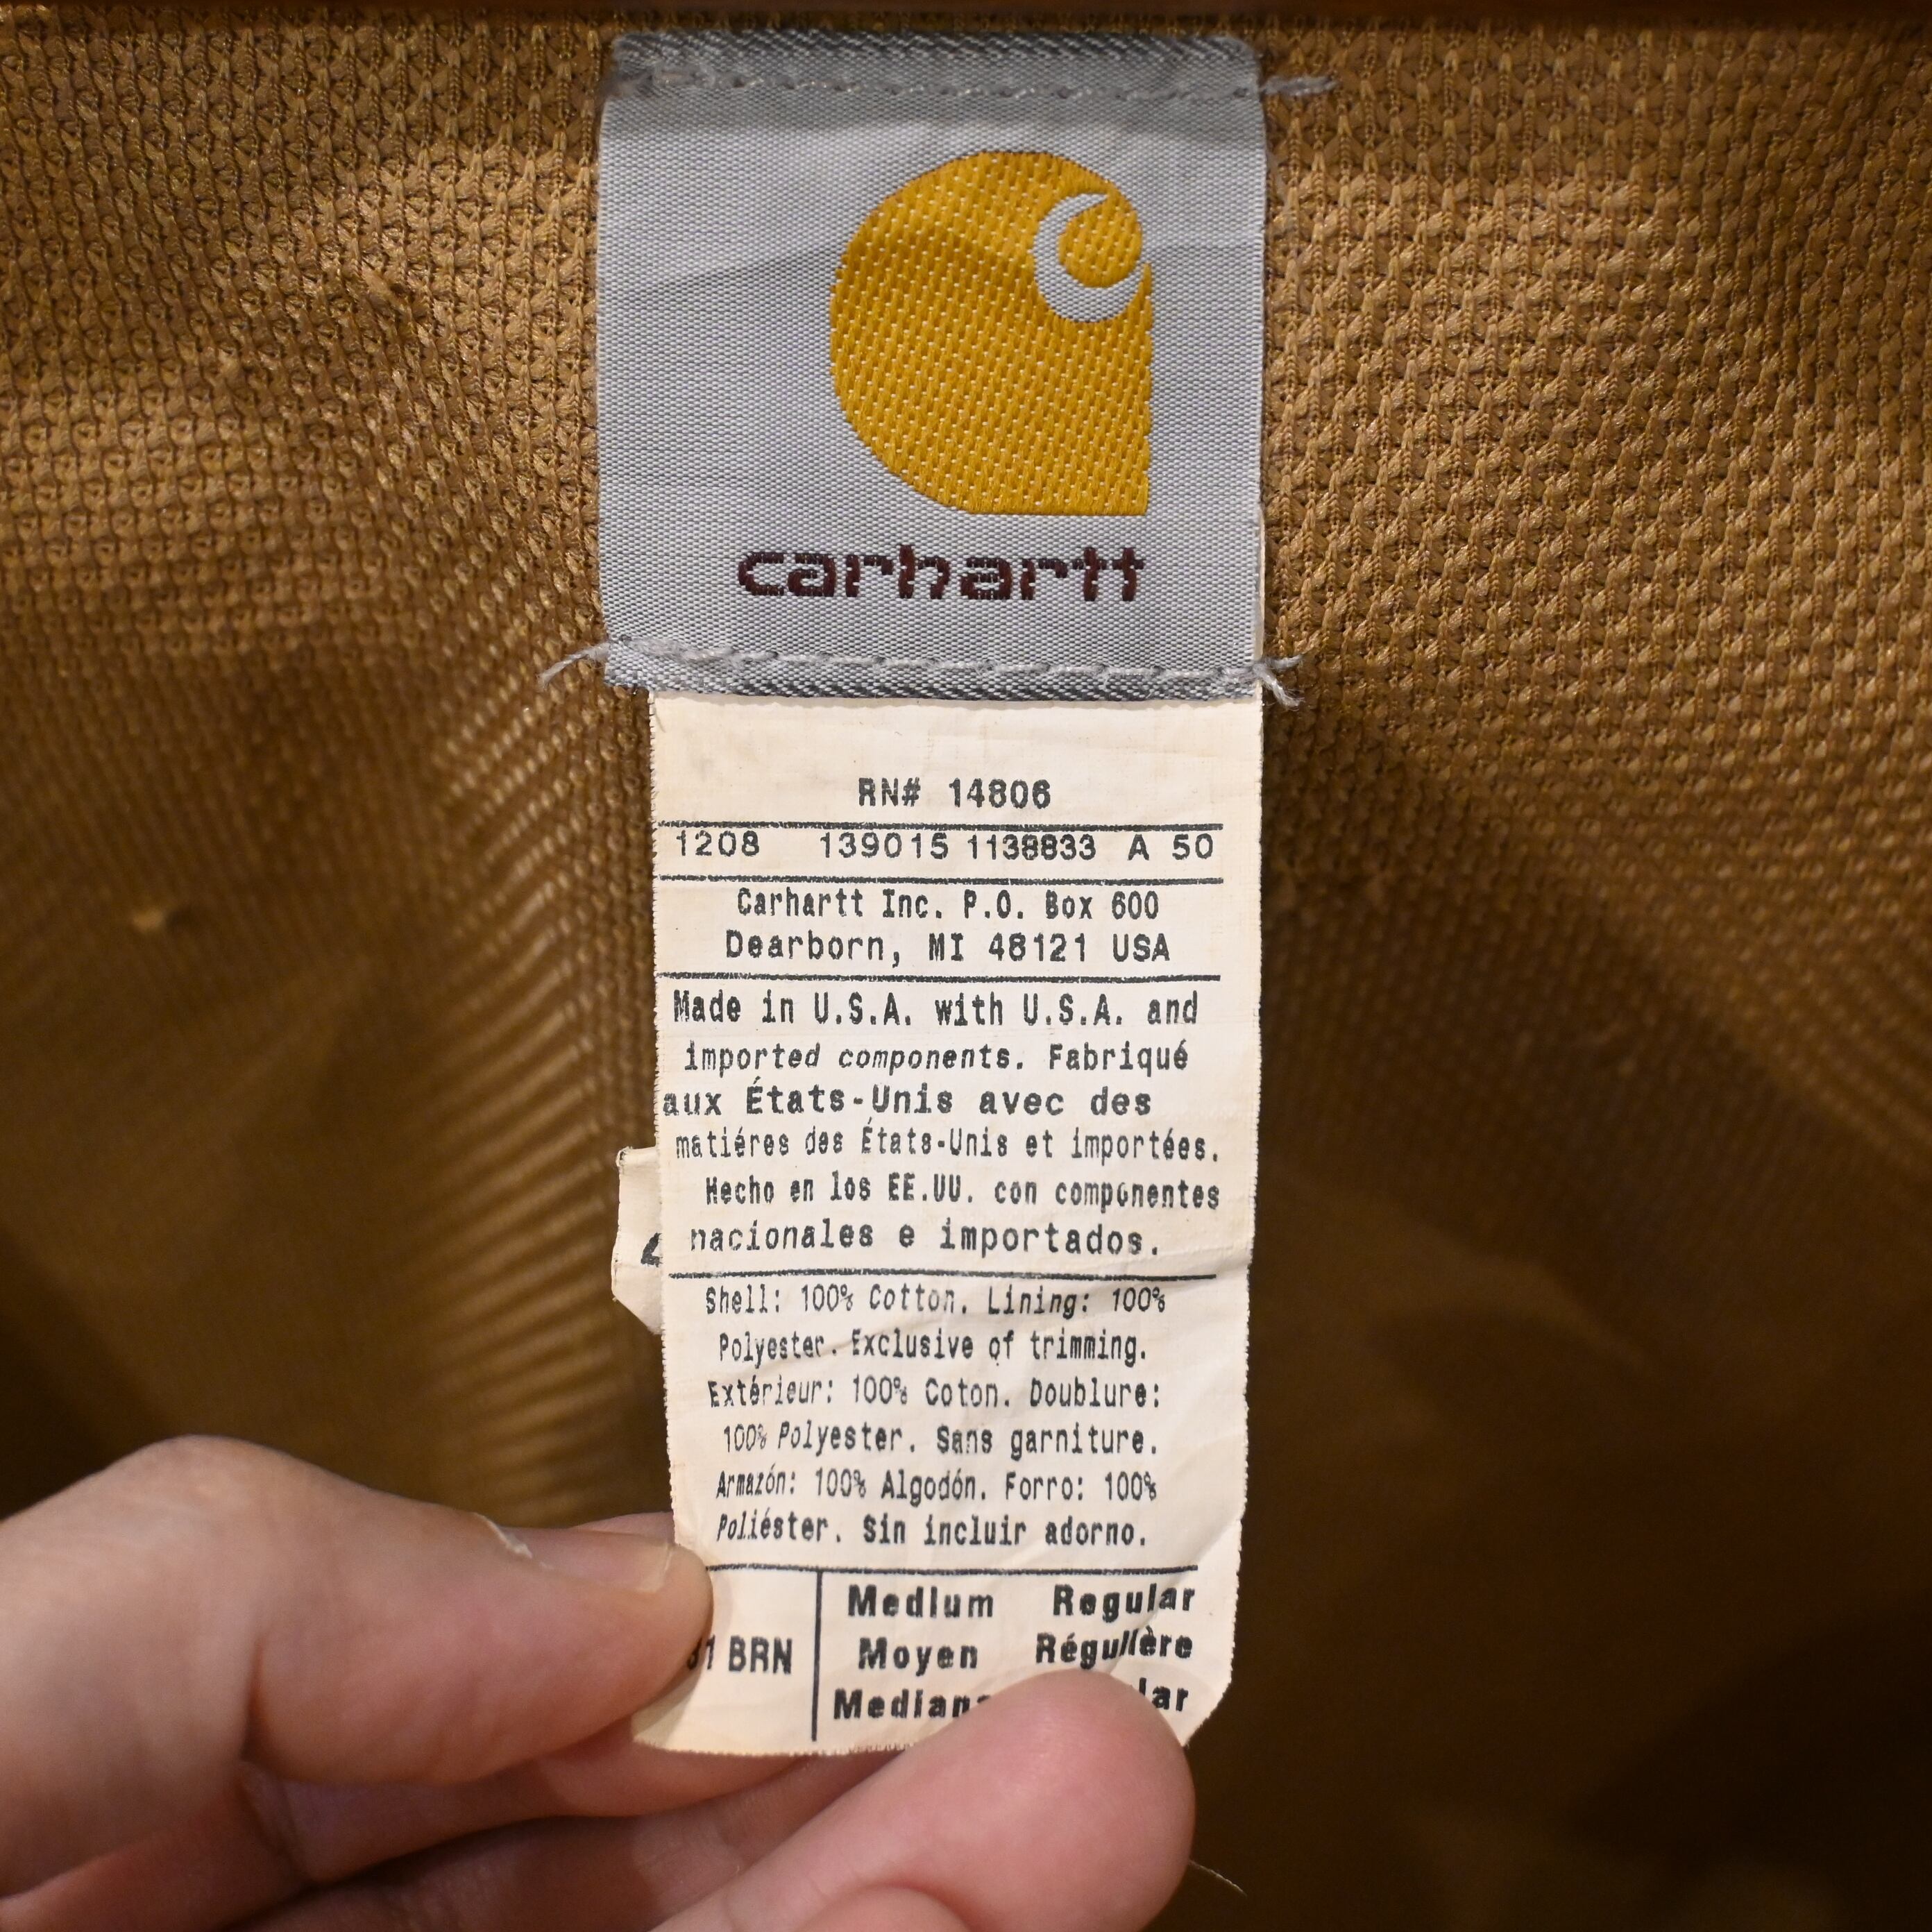 carhartt
RN# 14806
1208 139015 1138833 A 50
Carhartt Inc. P.O. Box 600
Dearborn, MI 48121 USA
Made in U.S.A. with U.S.A. and
imported components. Fabriqué
aux États-Unis avec des
matiéres des États-Unis et importées.
Hecho en los EE.UU. con componentes
nacionales e importados.
Shell: 100% Cotton. Lining: 100%
Polyester. Exclusive of trimming.
Extérieur: 100% Coton. Doublure:
100% Polyester. Sans garniture.
Armazón: 100% Algodón. Forro: 100%
Poliéster. Sin incluir adorno.
Medium Regular
BRN Moyen Régulière